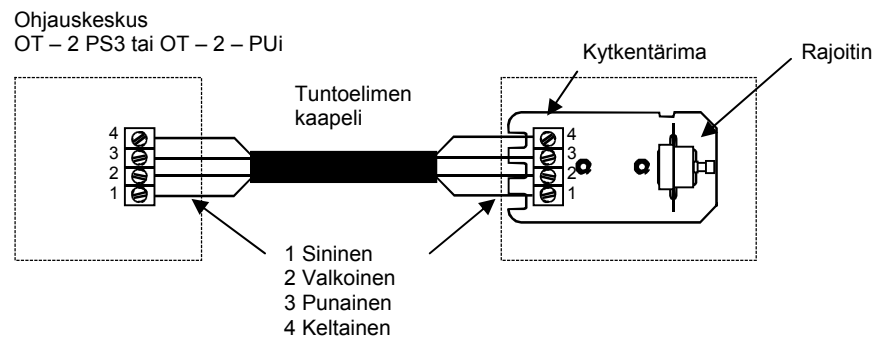 Ohjauskeskus
OT – 2 PS3 tai OT – 2 – PUi
Kytkentärima
Rajoitin
Tuntoelimen
kaapeli
4
3
2
1
4
3
2
1
1 Sininen
2 Valkoinen
3 Punainen
4 Keltainen